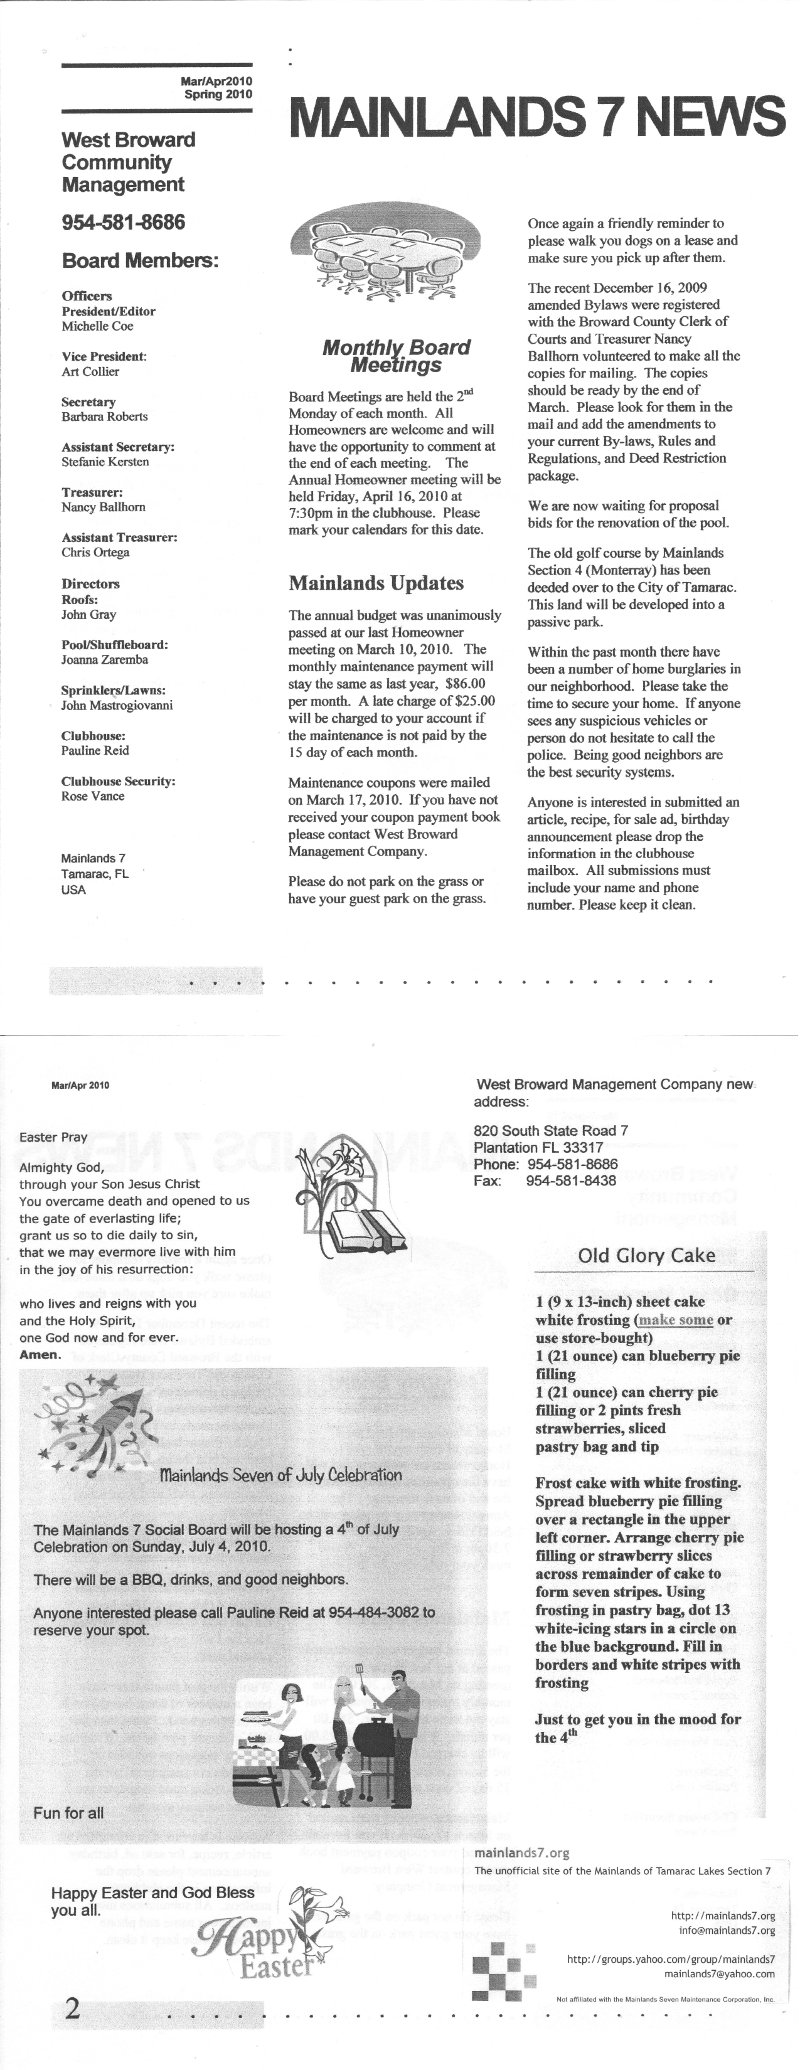 Mar/Apr2010
Spring 2010
MAINLANDS 7 NEWS
West Broward
Community
Management
954-581-8686
Board Members:
Officers
President/Editor
Michelle Coe
Vice President:
Art Collier
Secretary
Barbara Roberts
Assistant Secretary:
Stefanie Kersten
Treasurer:
Nancy Ballhorn
Assistant Treasurer:
Chris Ortega
Directors
Roofs:
John Gray
Pool/Shuffleboard:
Joanna Zaremba
Sprinklers/Lawns:
John Mastrogiovanni
Clubhouse:
Pauline Reid
Clubhouse Security:
Rose Vance
Mainlands 7
Tamarac, FL
USA
Monthly Board
Meetings
Board Meetings are held the 2nd
Monday of each month. All
Homeowners are welcome and will
have the opportunity to comment at
the end of each meeting. The
Annual Homeowner meeting will be
held Friday, April 16, 2010 at
7:30pm in the clubhouse. Please
mark your calendars for this date.
Mainlands Updates
The annual budget was unanimously
passed at our last Homeowner
meeting on March 10, 2010. The
monthly maintenance payment will
stay the same as last year, $86.00
per month. A late charge of $25.00
will be charged to your account if
the maintenance is not paid by the
15 day of each month.
Maintenance coupons were mailed
on March 17, 2010. If you have not
received your coupon payment book
please contact West Broward
Management Company.
Please do not park on the grass or
have your guest park on the grass.
Once again a friendly reminder to
please walk you dogs on a lease and
make sure you pick up after them.
The recent December 16, 2009
amended Bylaws were registered
with the Broward County Clerk of
Courts and Treasurer Nancy
Ballhorn volunteered to make all the
copies for mailing. The copies
should be ready by the end of
March. Please look for them in the
mail and add the amendments to
your current By-laws, Rules and
Regulations, and Deed Restriction
package.
We are now waiting for proposal
bids for the renovation of the pool.
The old golf course by Mainlands
Section 4 (Monterray) has been
deeded over to the City of Tamarac.
This land will be developed into a
passive park.
Within the past month there have
been a number of home burglaries in
our neighborhood. Please take the
time to secure your home. If anyone
sees any suspicious vehicles or
person do not hesitate to call the
police. Being good neighbors are
the best security systems.
Anyone is interested in submitted an
article, recipe, for sale ad, birthday
announcement please drop the
information in the clubhouse
mailbox. All submissions must
include your name and phone
number. Please keep it clean.
Mar/Apr 2010
Easter Pray
Almighty God,
through your Son Jesus Christ
You overcame death and opened to us
the gate of everlasting life;
grant us so to die daily to sin,
that we may evermore live with him
in the joy of his resurrection:
who lives and reigns with you
and the Holy Spirit,
one God now and for ever.
Amen.
Mainlands Seven of July Celebration
The Mainlands 7 Social Board will be hosting a 4th of July
Celebration on Sunday, July 4, 2010.
There will be a BBQ, drinks, and good neighbors.
Anyone interested please call Pauline Reid at 954-484-3082 to
reserve your spot.
Fun for all
Happy Easter and God Bless
you all.
Happy
Easter
2
West Broward Management Company new
address:
820 South State Road 7
Plantation FL 33317
Phone: 954-581-8686
Fax: 954-581-8438
Old Glory Cake
1 (9 x 13-inch) sheet cake
white frosting (make some or
use store-bought)
1 (21 ounce) can blueberry pie
filling
1 (21 ounce) can cherry pie
filling or 2 pints fresh
strawberries, sliced
pastry bag and tip
Frost cake with white frosting.
Spread blueberry pie filling
over a rectangle in the upper
left corner. Arrange cherry pie
filling or strawberry slices
across remainder of cake to
form seven stripes. Using
frosting in pastry bag, dot 13
white-icing stars in a circle on
the blue background. Fill in
borders and white stripes with
frosting
Just to get you in the mood for
the 4th
mainlands7.org
The unofficial site of the Mainlands of Tamarac Lakes Section 7
http://mainlands7.org
info@mainlands7.org
http://groups.yahoo.com/group/mainlands7
mainlands7@yahoo.com
Not affiliated with the Mainlands Seven Maintenance Corporation, Inc.